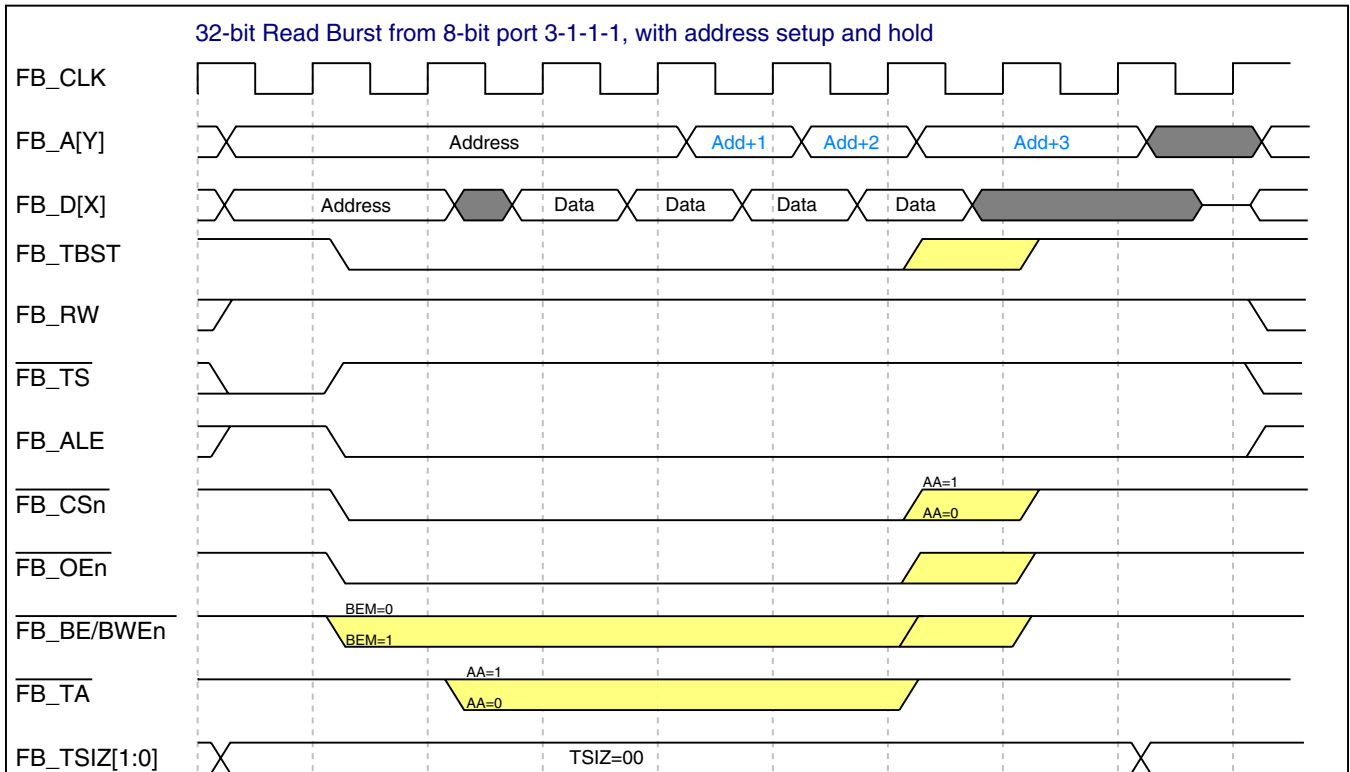 32-bit Read Burst from 8-bit port 3-1-1-1, with address setup and hold
FB_CLK
FB_A[Y] Address Add+1 Add+2 Add+3
FB_D[X] Address Data Data Data Data
FB_TBST
FB_RW
FB_TS
FB_ALE
AA=1
FB_CSn
AA=0
FB_OEn
BEM=0
FB_BE/BWEn
BEM=1
AA=1
FB_TA
AA=0
FB_TSIZ[1:0] TSIZ=00